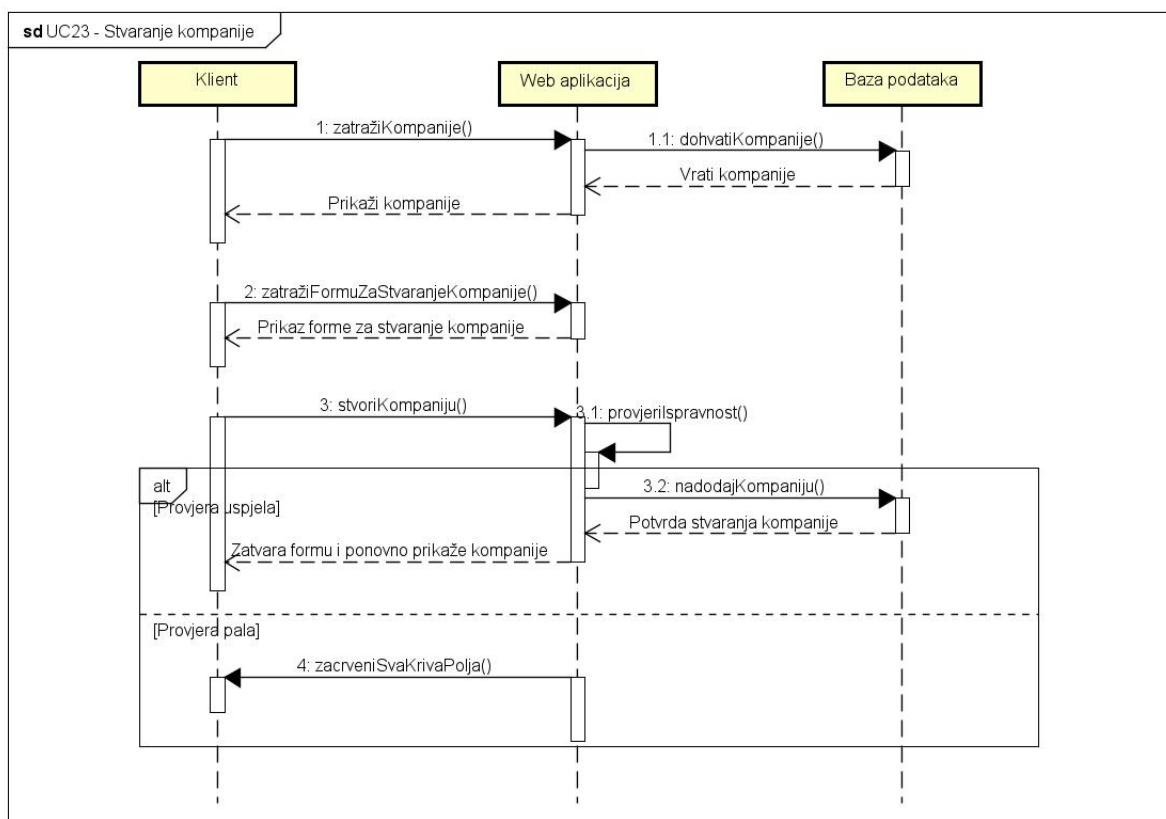 sd UC23 - Stvaranje kompanije
Klient
Web aplikacija
Baza podataka
1: zatražiKompanije()
1.1: dohvatiKompanije()
Vrati kompanije
Prikaži kompanije
2: zatražiFormuZaStvaranjeKompanije()
Prikaz forme za stvaranje kompanije
3: stvoriKompaniju()
3.1: provjeriIspravnost()
alt
[Provjera uspjela]
3.2: nadodajKompaniju()
Potvrda stvaranja kompanije
Zatvara formu i ponovno prikaže kompanije
[Provjera pala]
4: zacrveniSvaKrivaPolja()